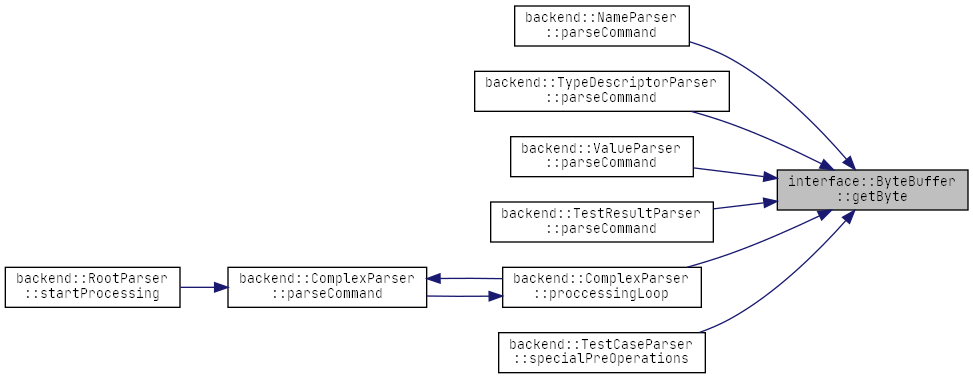 backend::NameParser
::parseCommand
backend::TypeDescriptorParser
::parseCommand
backend::ValueParser
::parseCommand
interface::ByteBuffer
::getByte
backend::TestResultParser
::parseCommand
backend::RootParser
::startProcessing
backend::ComplexParser
::parseCommand
backend::ComplexParser
::proccessingLoop
backend::TestCaseParser
::specialPreOperations